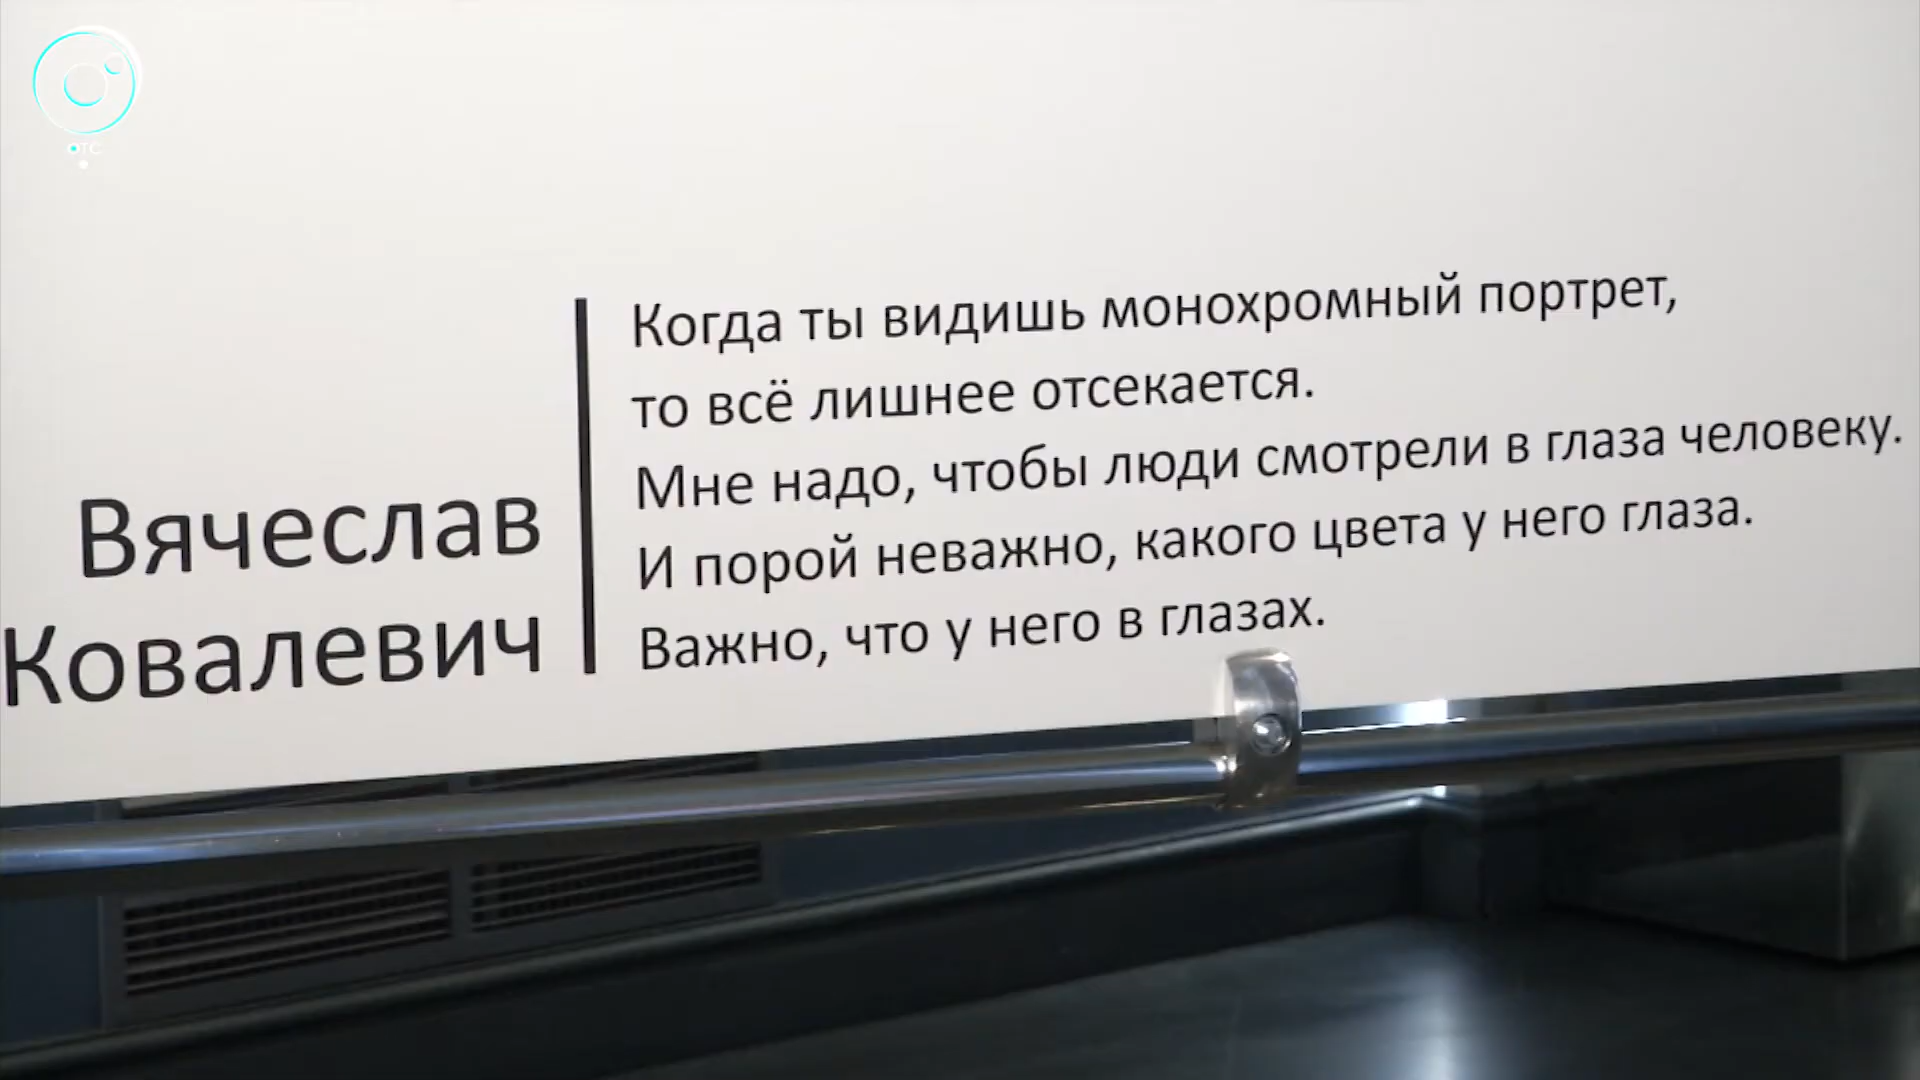 ОТС
Вячеслав
Ковалевич
Когда ты видишь монохромный портрет,
то всё лишнее отсекается.
Мне надо, чтобы люди смотрели в глаза человеку.
И порой неважно, какого цвета у него глаза.
Важно, что у него в глазах.